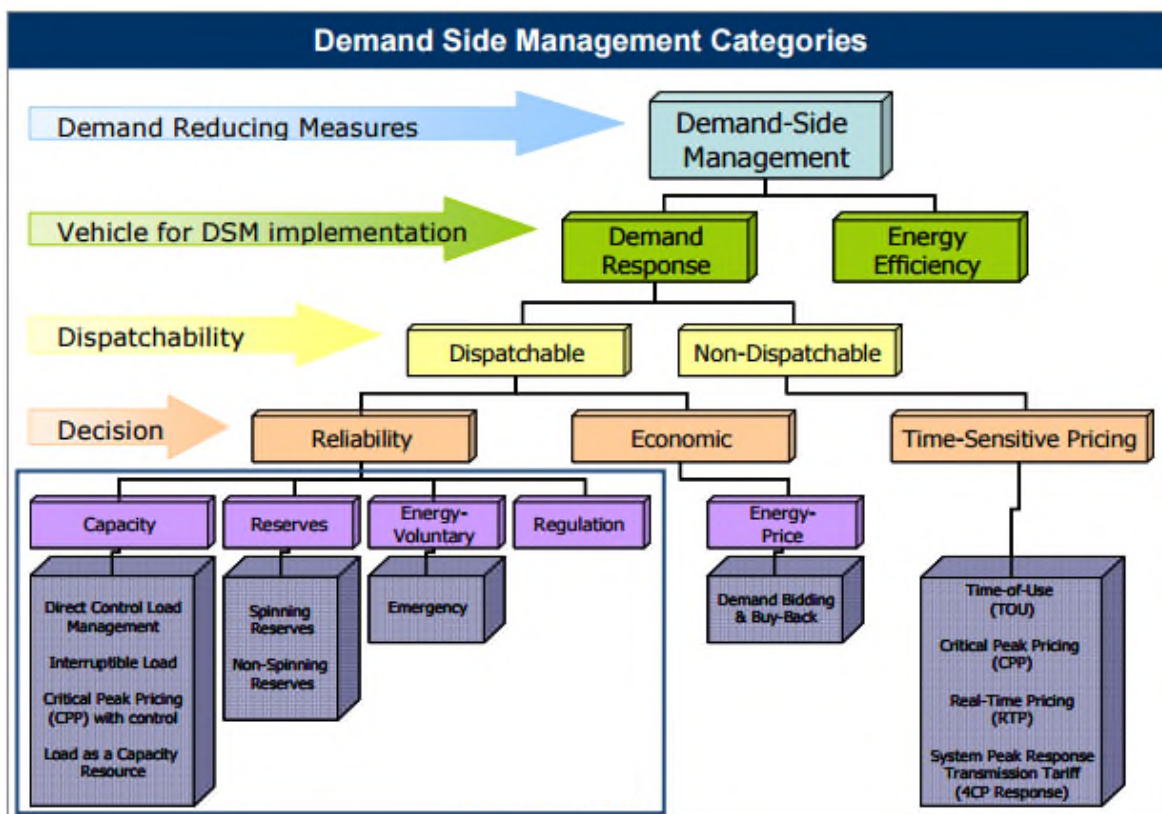 Demand Side Management Categories
Demand Reducing Measures
Demand-Side
Management
Vehicle for DSM implementation
Demand
Response
Energy
Efficiency
Dispatchability
Dispatchable
Non-Dispatchable
Decision
Reliability
Economic
Time-Sensitive Pricing
Capacity
Reserves
Energy-
Voluntary
Regulation
Energy-
Price
Direct Control Load
Management
Interruptible Load
Critical Peak Pricing
(CPP) with control
Load as a Capacity
Resource
Spinning
Reserves
Non-Spinning
Reserves
Emergency
Demand Bidding
& Buy-Back
Time-of-Use
(TOU)
Critical Peak Pricing
(CPP)
Real-Time Pricing
(RTP)
System Peak Response
Transmission Tariff
(4CP Response)